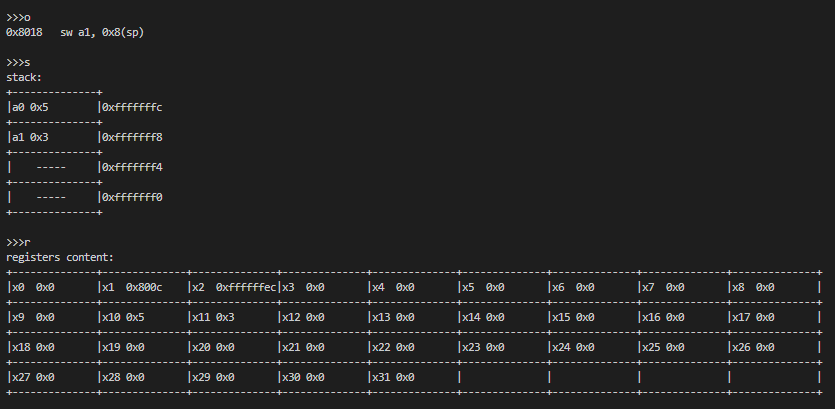 >>>o
0x8018   sw a1, 0x8(sp)
>>>s
stack:
+--------------+
|a0 0x5        |0xfffffffc
+--------------+
|a1 0x3        |0xfffffff8
+--------------+
|    -----     |0xfffffff4
+--------------+
|    -----     |0xfffffff0
+--------------+
>>>r
registers content:
+--------------+--------------+--------------+--------------+--------------+--------------+--------------+--------------+--------------+
|x0  0x0       |x1  0x800c    |x2  0xffffffec|x3  0x0       |x4  0x0       |x5  0x0       |x6  0x0       |x7  0x0       |x8  0x0       |
+--------------+--------------+--------------+--------------+--------------+--------------+--------------+--------------+--------------+
|x9  0x0       |x10 0x5       |x11 0x3       |x12 0x0       |x13 0x0       |x14 0x0       |x15 0x0       |x16 0x0       |x17 0x0       |
+--------------+--------------+--------------+--------------+--------------+--------------+--------------+--------------+--------------+
|x18 0x0       |x19 0x0       |x20 0x0       |x21 0x0       |x22 0x0       |x23 0x0       |x24 0x0       |x25 0x0       |x26 0x0       |
+--------------+--------------+--------------+--------------+--------------+--------------+--------------+--------------+--------------+
|x27 0x0       |x28 0x0       |x29 0x0       |x30 0x0       |x31 0x0       |              |              |              |              |
+--------------+--------------+--------------+--------------+--------------+--------------+--------------+--------------+--------------+